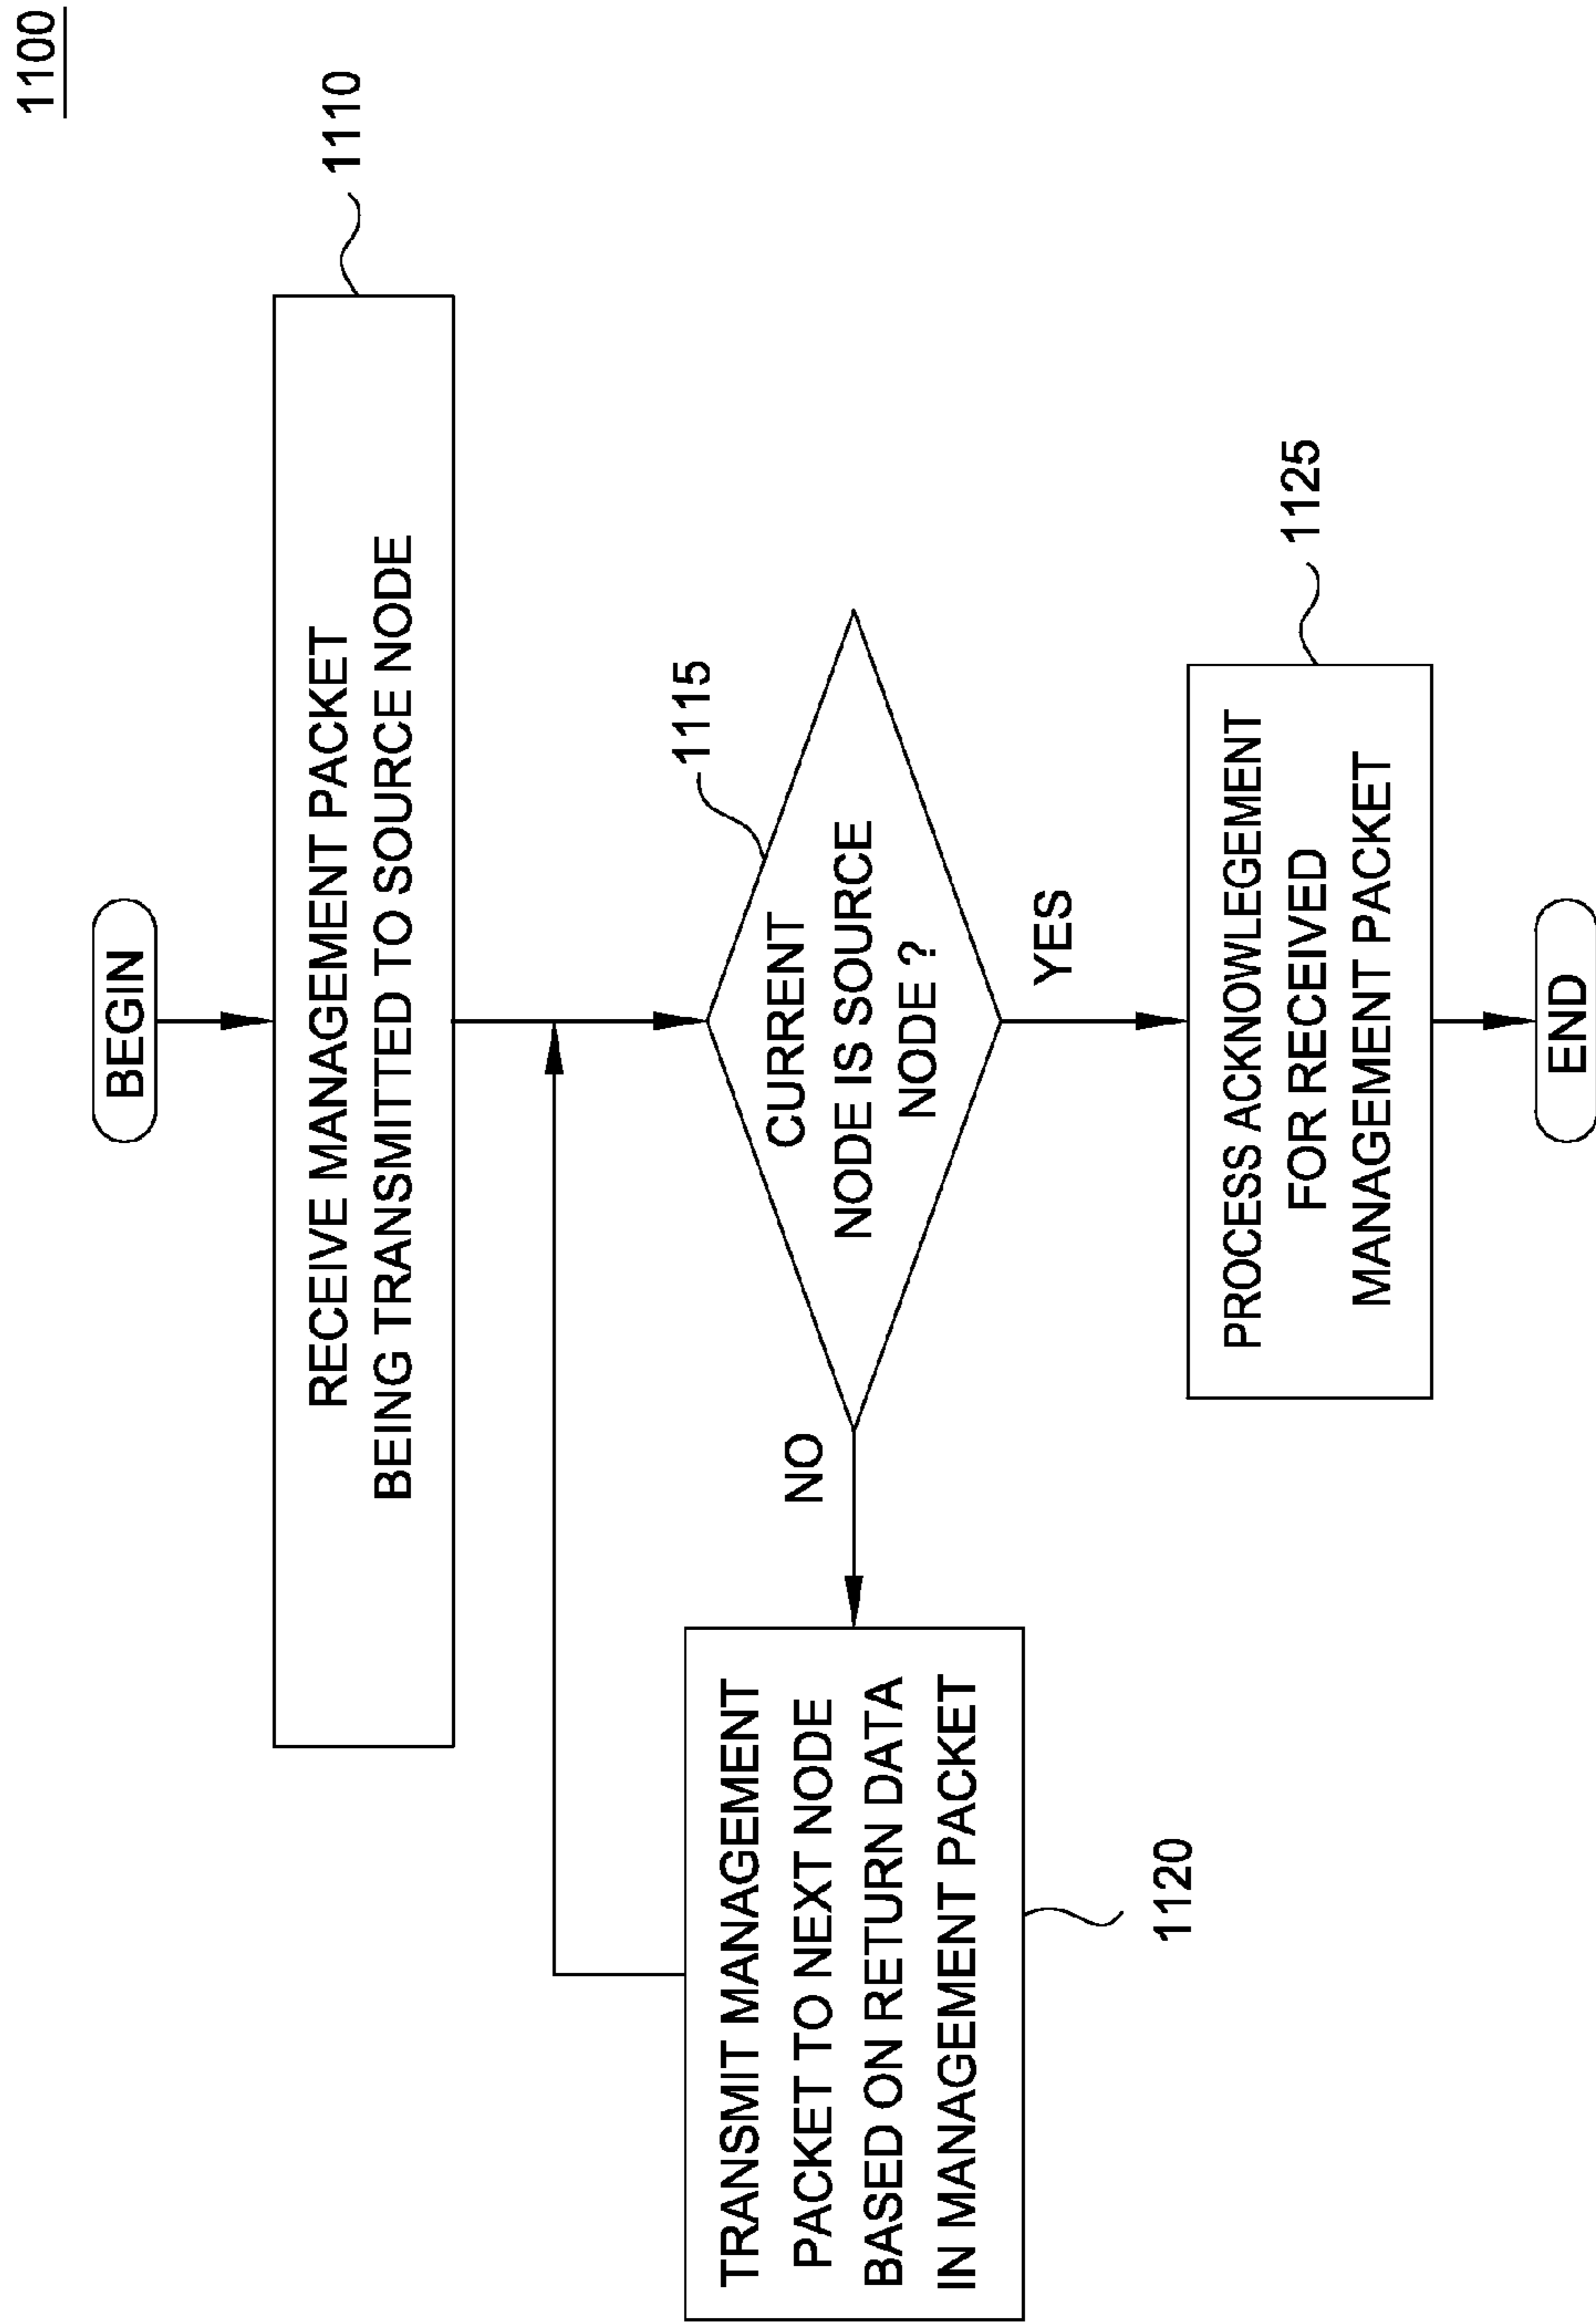 1100
BEGIN
RECEIVE MANAGEMENT PACKET
BEING TRANSMITTED TO SOURCE NODE
1110
CURRENT
NODE IS SOURCE
NODE ?
1115
NO
TRANSMIT MANAGEMENT
PACKET TO NEXT NODE
BASED ON RETURN DATA
IN MANAGEMENT PACKET
1120
YES
PROCESS ACKNOWLEGEMENT
FOR RECEIVED
MANAGEMENT PACKET
1125
END